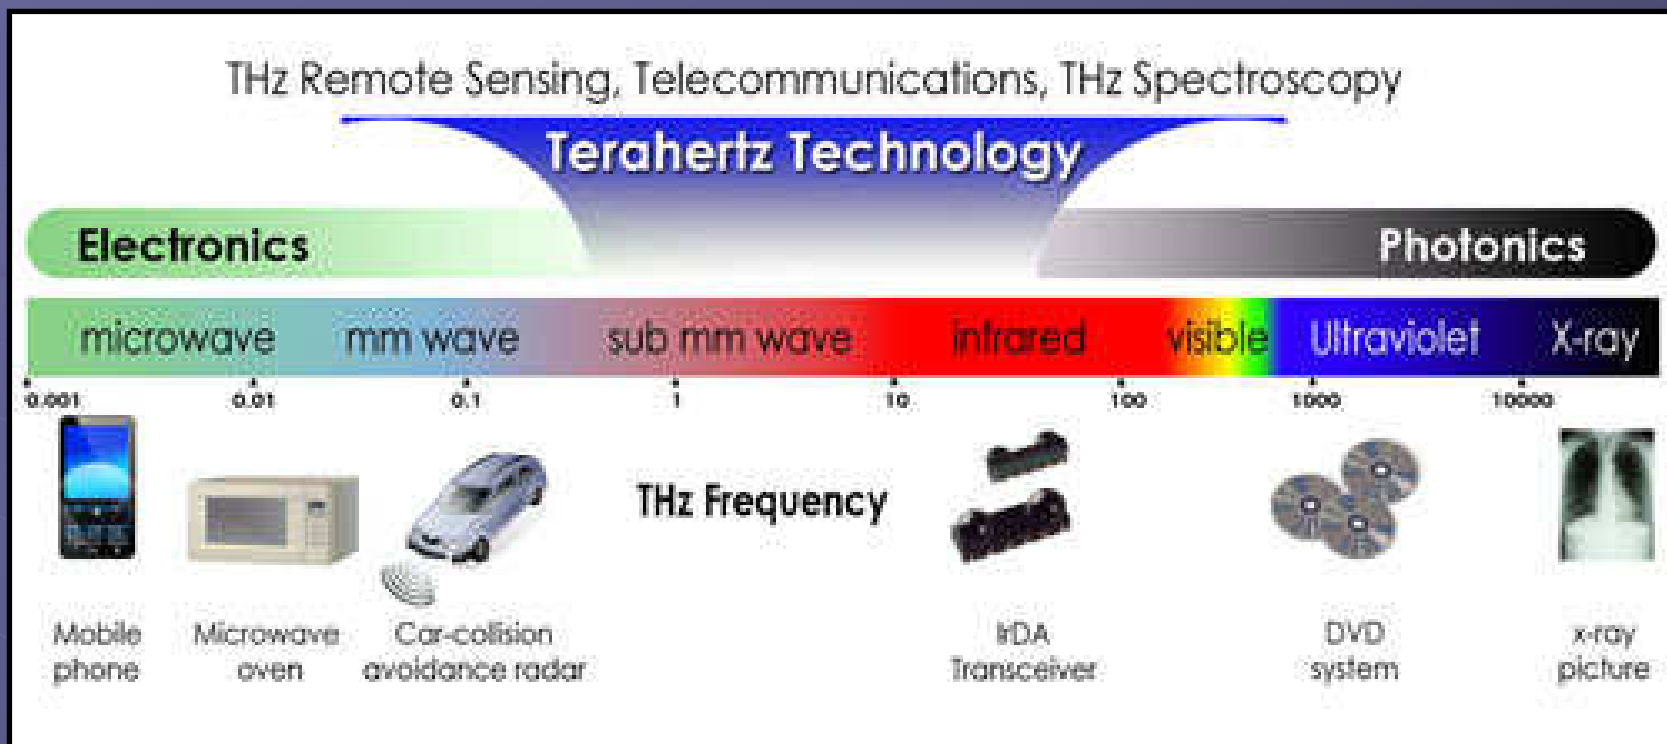 THz Remote Sensing, Telecommunications, THz Spectroscopy
Terahertz Technology
Electronics
Photonics
microwave mm wave sub mm wave infrared visible Ultraviolet X-ray
0.001 0.01 0.1 1 10 100 1000 10000
THz Frequency
Mobile phone
Microwave oven
Car-collision avoidance radar
IrDA Transceiver
DVD system
x-ray picture